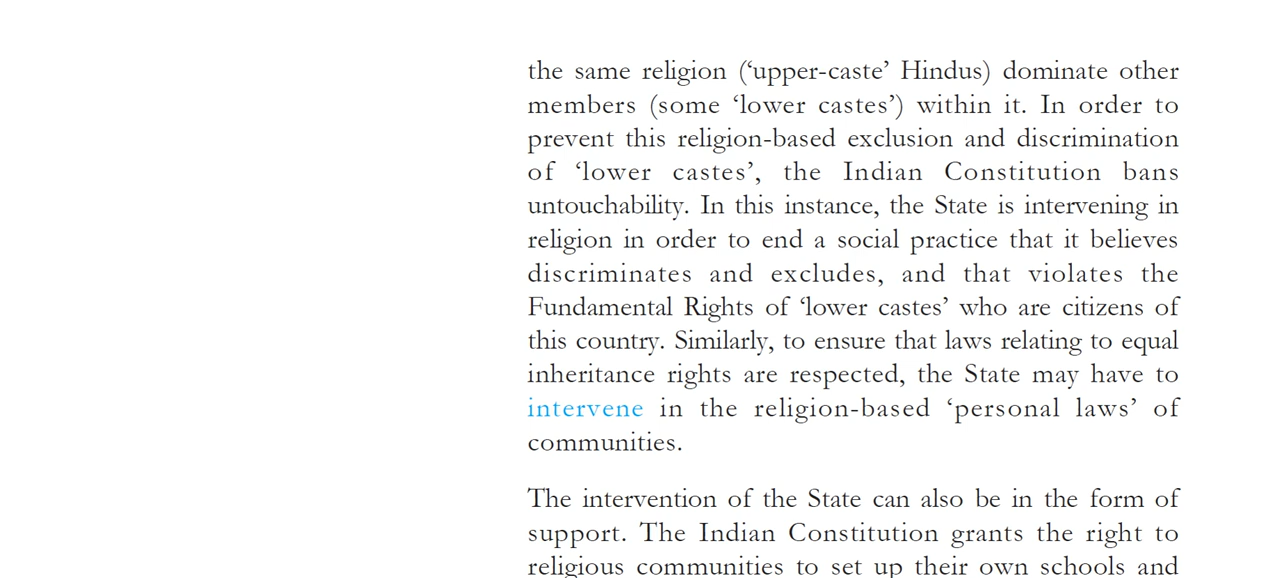 the same religion (‘upper-caste’ Hindus) dominate other
members (some ‘lower castes’) within it. In order to
prevent this religion-based exclusion and discrimination
of ‘lower castes’, the Indian Constitution bans
untouchability. In this instance, the State is intervening in
religion in order to end a social practice that it believes
discriminates and excludes, and that violates the
Fundamental Rights of ‘lower castes’ who are citizens of
this country. Similarly, to ensure that laws relating to equal
inheritance rights are respected, the State may have to
intervene in the religion-based ‘personal laws’ of
communities.
The intervention of the State can also be in the form of
support. The Indian Constitution grants the right to
religious communities to set up their own schools and